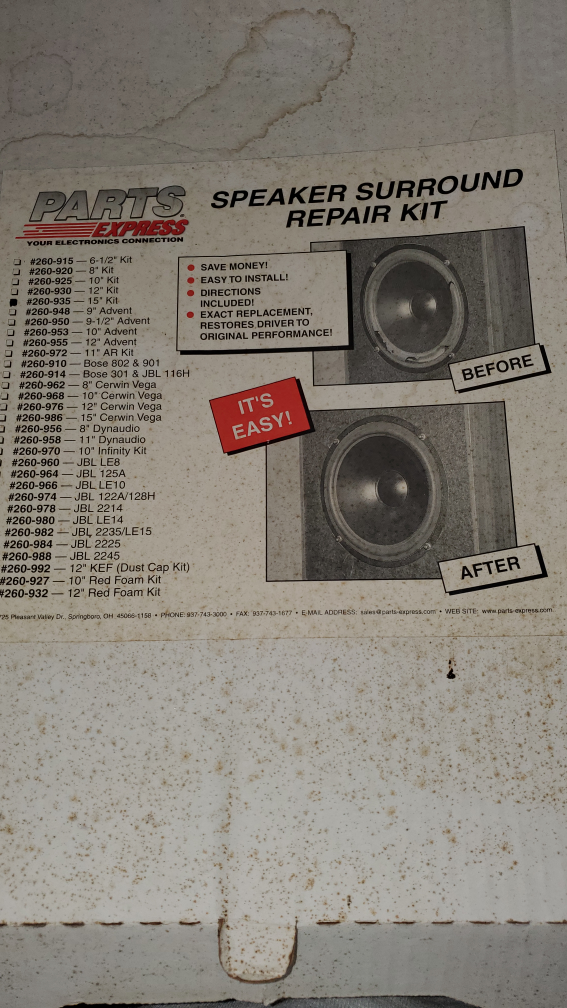 PARTS
EXPRESS
YOUR ELECTRONICS CONNECTION
SPEAKER SURROUND
REPAIR KIT
#260-915 — 6-1/2" Kit
#260-920 — 8" Kit
#260-925 — 10" Kit
#260-930 — 12" Kit
#260-935 — 15" Kit
#260-948 — 9" Advent
#260-950 — 9-1/2" Advent
#260-953 — 10" Advent
#260-955 — 12" Advent
#260-972 — 11" AR Kit
#260-910 — Bose 802 & 901
#260-914 — Bose 301 & JBL 116H
#260-962 — 8" Cerwin Vega
#260-968 — 10" Cerwin Vega
#260-976 — 12" Cerwin Vega
#260-986 — 15" Cerwin Vega
#260-956 — 8" Dynaudio
#260-958 — 11" Dynaudio
#260-970 — 10" Infinity Kit
#260-960 — JBL LE8
#260-964 — JBL 125A
#260-966 — JBL LE10
#260-974 — JBL 122A/128H
#260-978 — JBL 2214
#260-980 — JBL LE14
#260-982 — JBL 2235/LE15
#260-984 — JBL 2225
#260-988 — JBL 2245
#260-992 — 12" KEF (Dust Cap Kit)
#260-927 — 10" Red Foam Kit
#260-932 — 12" Red Foam Kit
SAVE MONEY!
EASY TO INSTALL!
DIRECTIONS
INCLUDED!
EXACT REPLACEMENT,
RESTORES DRIVER TO
ORIGINAL PERFORMANCE!
BEFORE
IT'S
EASY!
AFTER
725 Pleasant Valley Dr., Springboro, OH 45066-1158 • PHONE: 937-743-3000 • FAX: 937-743-1677 • E-MAIL ADDRESS: sales@parts-express.com • WEB SITE: www.parts-express.com